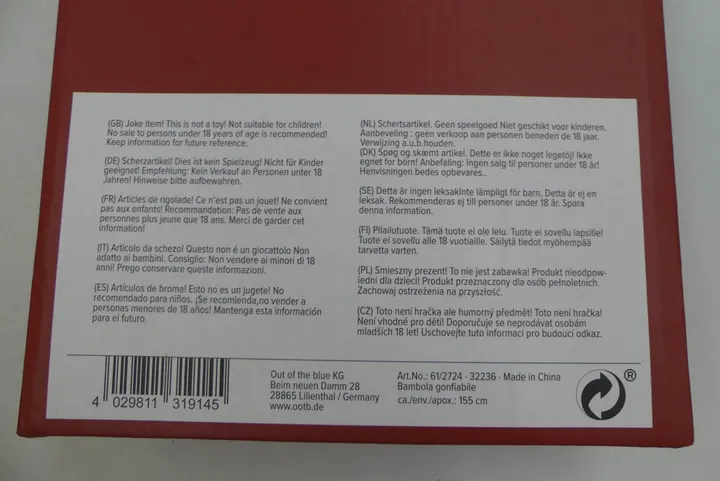 (GB) Joke item! This is not a toy! Not suitable for children!
No sale to persons under 18 years of age is recommended!
Keep information for future reference.
(DE) Scherzartikel! Dies ist kein Spielzeug! Nicht für Kinder
geeignet! Empfehlung: Kein Verkauf an Personen unter 18
Jahren! Hinweise bitte aufbewahren.
(FR) Articles de rigolade! Ce n'est pas un jouet! Ne convient
pas aux enfants! Recommandation: Pas de vente aux
personnes plus jeune que 18 ans. Merci de garder cet
information!
(IT) Articolo da schezo! Questo non é un giocattolo Non
adatto ai bambini. Consiglio: Non vendere ai minori di 18
anni! Prego conservare queste informazioni.
(ES) Artículos de broma! Esto no es un jugete! No
recomendado para niños. ¡Se recomienda,no vender a
personas menores de 18 años! Mantenga esta información
para el futuro.
(NL) Schertsartikel. Geen speelgoed Niet geschikt voor kinderen.
Aanbeveling : geen verkoop aan personen beneden de 18 jaar.
Verwijzing a.u.b.houden.
(DK) Spøg og skæmt artikel. Dette er ikke noget legetøj! Ikke
egnet for börn! Anbefaling: Ingen salg til personer under 18 år!
Henvisningen bedes opbevares..
(SE) Detta är ingen leksakInte lämpligt för barn. Detta är ej en
leksak. Rekommenderas ej till personer under 18 år. Spara
denna information.
(FI) Pilailutuote. Tämä tuote ei ole lelu. Tuote ei sovellu lapsille!
Tuote ei sovellu alle 18 vuotiaille. Säilytä tiedot myöhempää
tarvetta varten.
(PL) Smieszny prezent! To nie jest zabawka! Produkt nieodpow-
iedni dla dzieci! Produkt przeznaczony dla osób pełnoletnich.
Zachowaj ostrzeżenia na przyszłość.
(CZ) Toto není hračka ale humorný předmět! Toto není hračka!
Není vhodné pro děti! Doporučuje se neprodávat osobám
mladších 18 let! Uschovejte tuto informaci pro budoucí odkaz.
4 029811 319145
Out of the blue KG
Beim neuen Damm 28
28865 Lilienthal / Germany
www.ootb.de
Art.No.: 61/2724 · 32236 · Made in China
Bambola gonfiabile
ca./env./apox.: 155 cm
®